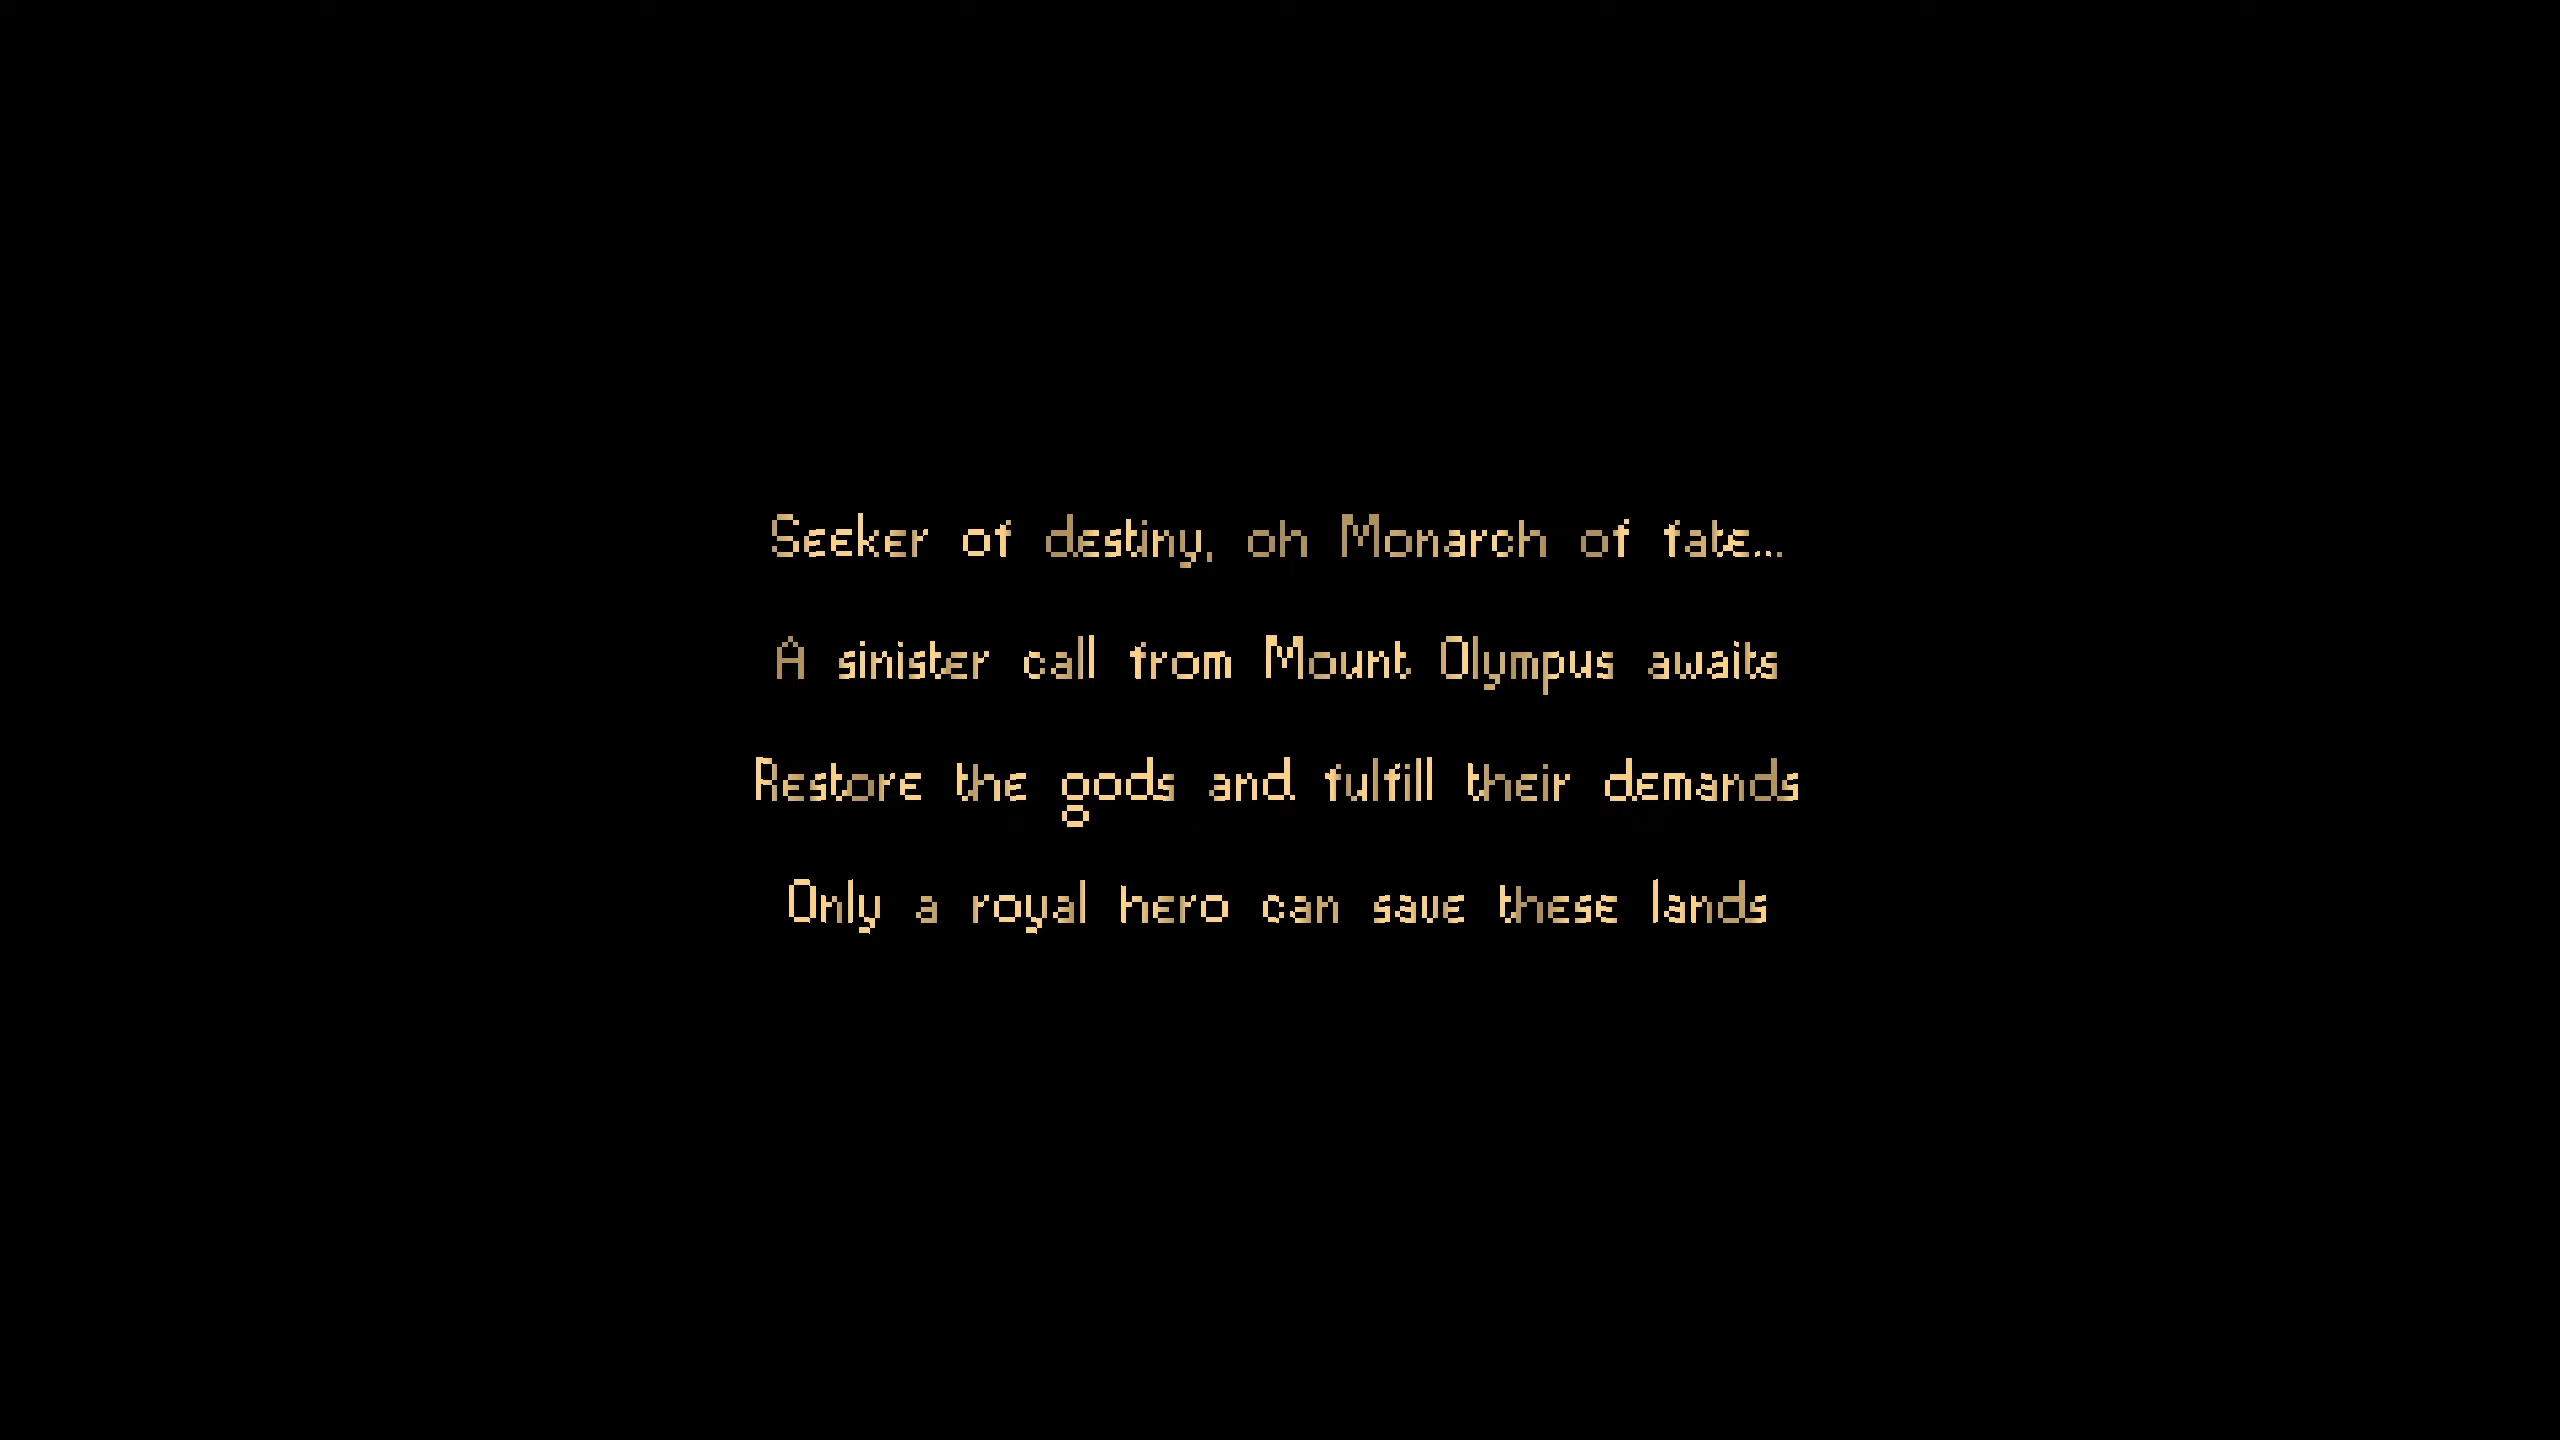 Seeker of destiny, oh Monarch of fate...
A sinister call from Mount Olympus awaits
Restore the gods and fulfill their demands
Only a royal hero can save these lands